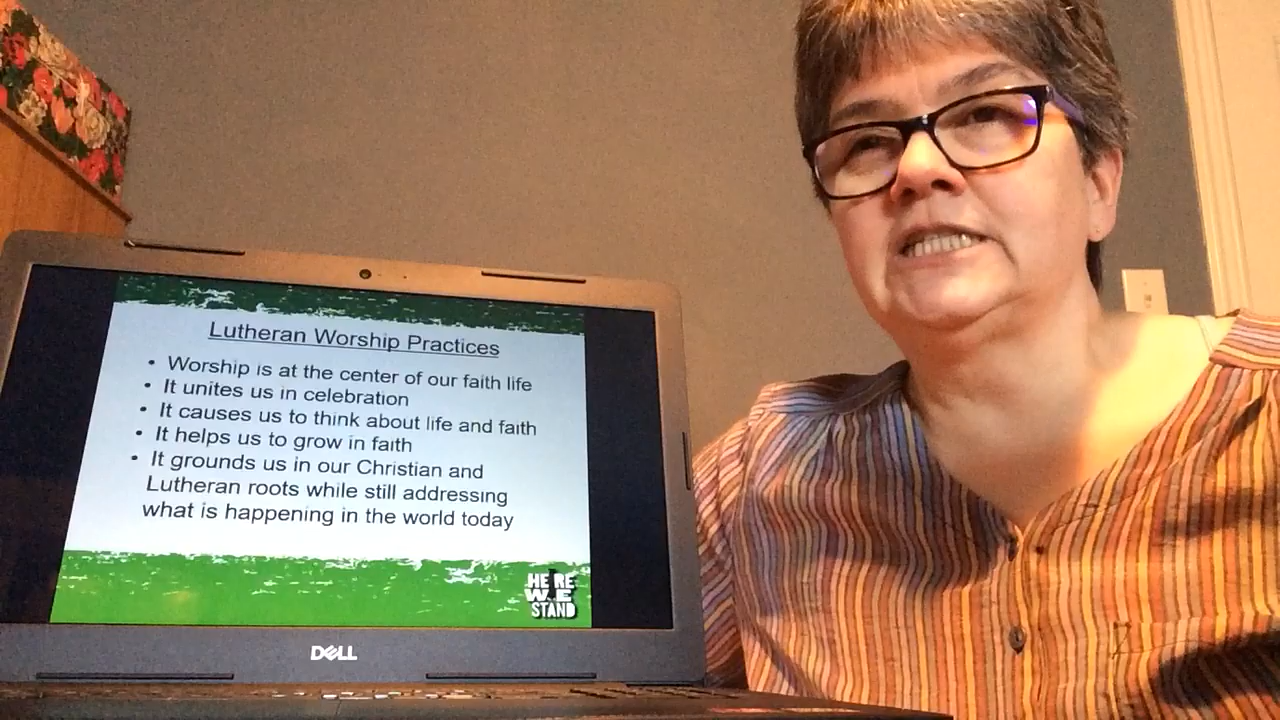 Lutheran Worship Practices
• Worship is at the center of our faith life
• It unites us in celebration
• It causes us to think about life and faith
• It helps us to grow in faith
• It grounds us in our Christian and
Lutheran roots while still addressing
what is happening in the world today
HERE
WE
STAND
DELL